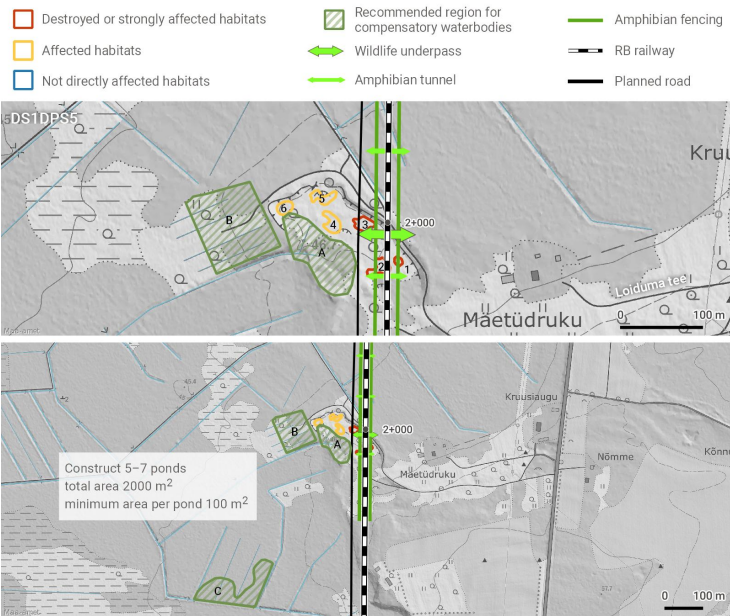 Destroyed or strongly affected habitats
Affected habitats
Not directly affected habitats
Recommended region for
compensatory waterbodies
Wildlife underpass
Amphibian tunnel
Amphibian fencing
RB railway
Planned road
DS1DPS5
Kruu
B
6
5
4
3
2+000
A
2
1
Loiduma tee
Mäetüdruku
0
100 m
Kruusiaugu
B
A
2+000
Nõmme
Kõnnu
Mäetüdruku
Construct 5–7 ponds
total area 2000 m²
minimum area per pond 100 m²
C
0
100 m